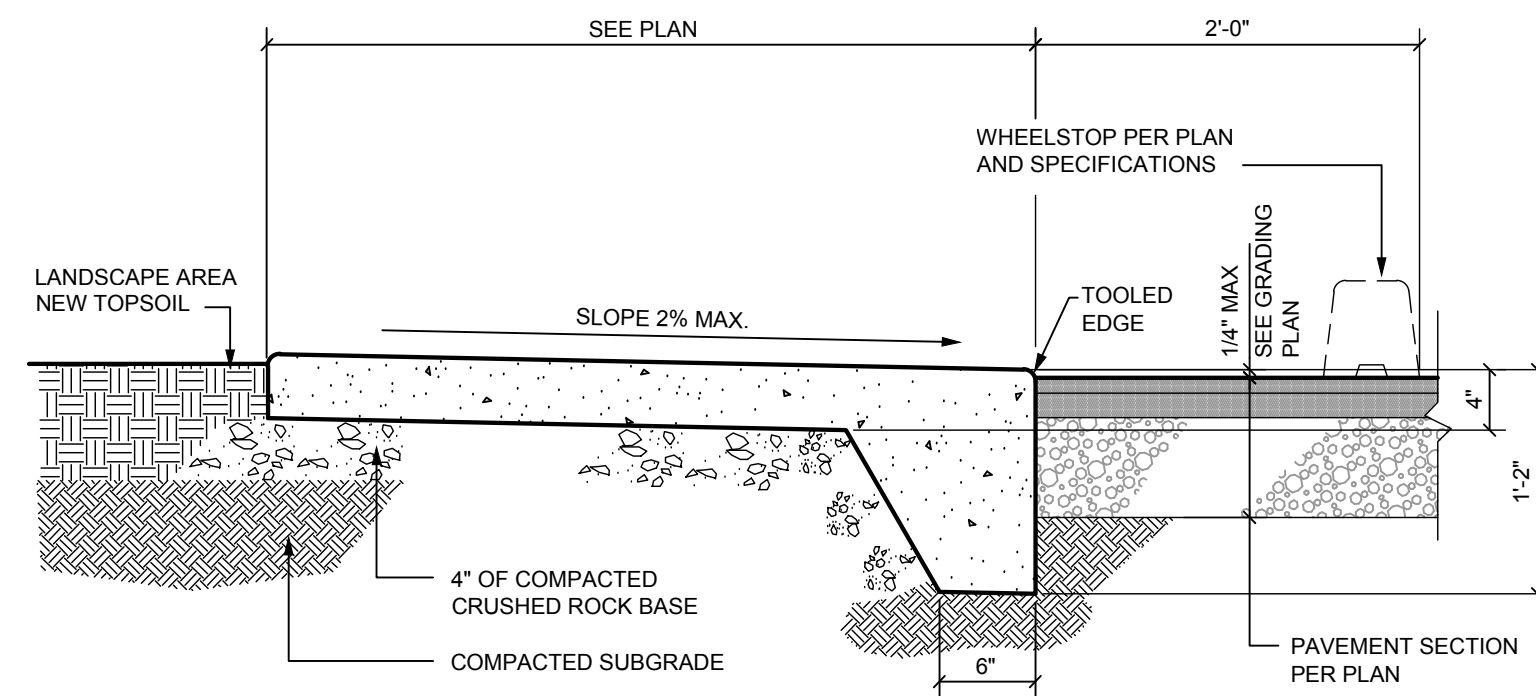 SEE PLAN
2'-0"
WHEELSTOP PER PLAN
AND SPECIFICATIONS
LANDSCAPE AREA
NEW TOPSOIL
SLOPE 2% MAX.
TOOLED
EDGE
1/4" MAX
SEE GRADING
PLAN
4"
1'-2"
4" OF COMPACTED
CRUSHED ROCK BASE
COMPACTED SUBGRADE
6"
PAVEMENT SECTION
PER PLAN